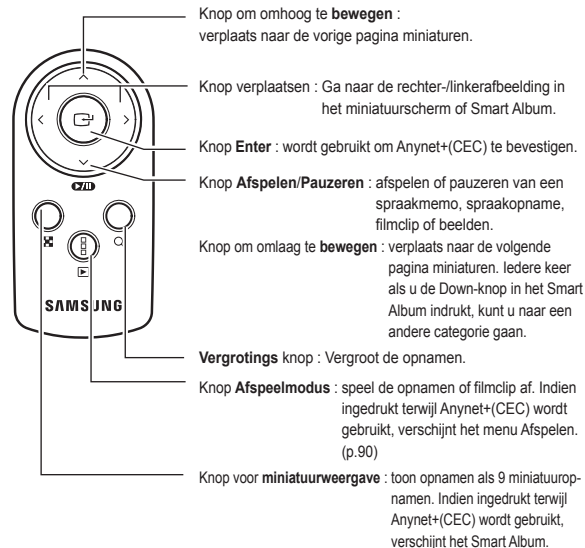 Knop om omhoog te bewegen :
verplaats naar de vorige pagina miniaturen.
Knop verplaatsen : Ga naar de rechter-/linkerafbeelding in
het miniatuurscherm of Smart Album.
Knop Enter : wordt gebruikt om Anynet+(CEC) te bevestigen.
Knop Afspelen/Pauzeren : afspelen of pauzeren van een
spraakmemo, spraakopname,
filmclip of beelden.
Knop om omlaag te bewegen : verplaats naar de volgende
pagina miniaturen. Iedere keer
als u de Down-knop in het Smart
Album indrukt, kunt u naar een
andere categorie gaan.
SAMSUNG
Vergrotings knop : Vergroot de opnamen.
Knop Afspeelmodus : speel de opnamen of filmclip af. Indien
ingedrukt terwijl Anynet+(CEC) wordt
gebruikt, verschijnt het menu Afspelen.
(p.90)
Knop voor miniatuurweergave : toon opnamen als 9 miniatuurop-
namen. Indien ingedrukt terwijl
Anynet+(CEC) wordt gebruikt,
verschijnt het Smart Album.